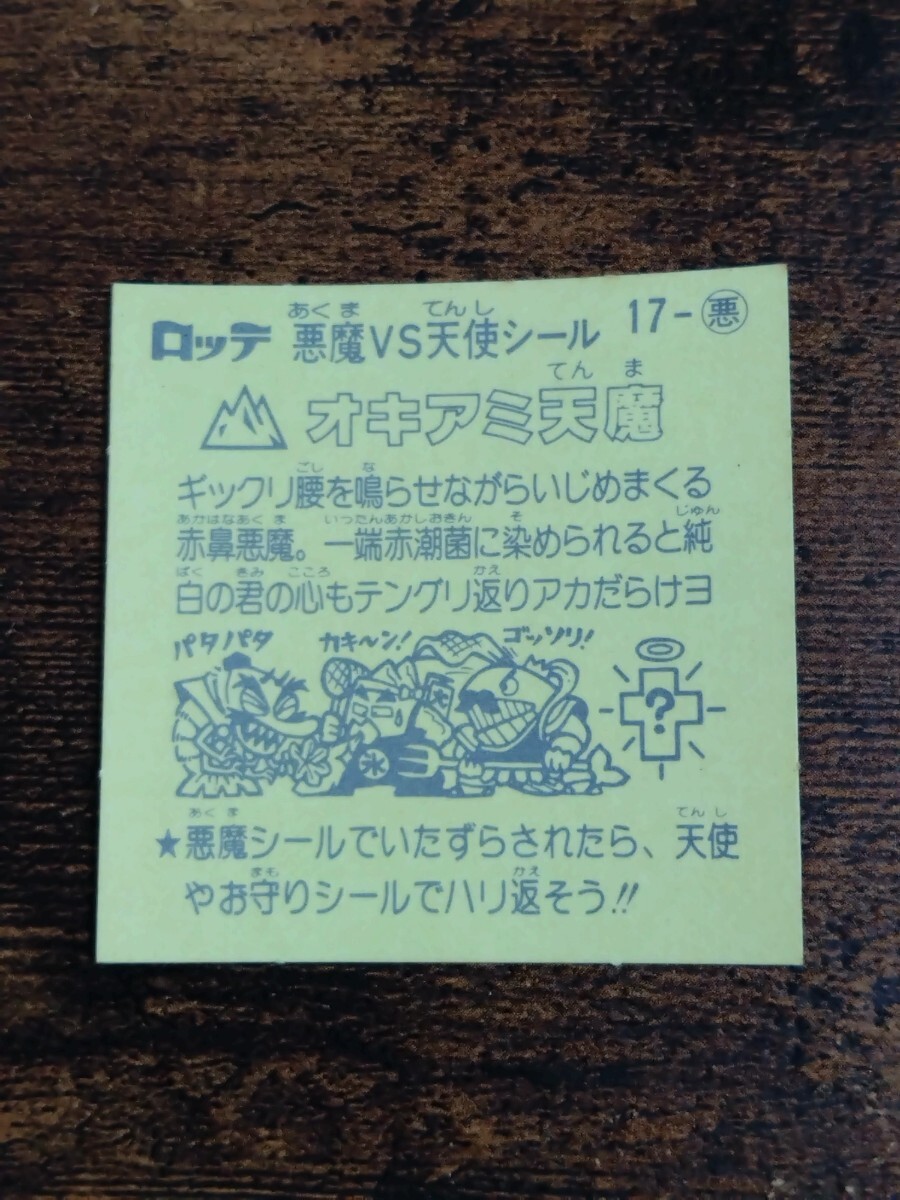 ロッテ 悪魔VS天使シール 17-悪
オキアミ天魔
ギックリ腰を鳴らせながらいじめまくる
赤鼻悪魔。一端赤潮菌に染められると純
白の君の心もテングリ返りアカだらけヨ
パタパタ カキ〜ン! ゴッソリ!
氷
?
★悪魔シールでいたずらされたら、天使
やお守りシールでハリ返そう!!